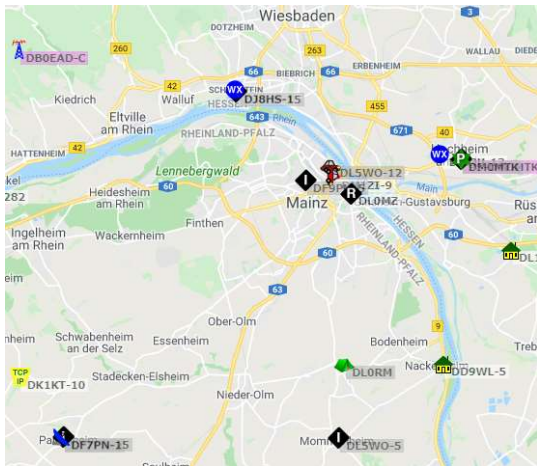 Wiesbaden
3
DOTZHEIM
DB0EAD-C
260
263
WALLAU
66
BIEBRICH
66
ERBENHEIM
42
WX
DJ8HS-15
Kiedrich
Walluf
Eltville
am Rhein
HESSEN
455
643
Rhein
RHEINLAND-PFALZ
671
40
HATTENHEIM
42
WX
P
Lennebergwald
DL5WO-12
60
I
Main
282
Heidesheim
am Rhein
Mainz
R
DL0MZ
Finthen
Wackernheim
HESSEN
RHEINLAND-PFALZ
60
60
Ingelheim
am Rhein
63
Ober-Olm
9
Schwabenheim
an der Selz
Essenheim
Bodenheim
TCP
IP
DK1KT-10
Stadecken-Elsheim
DL0RM
DD9WL-5
Nieder-Olm
DF7PN-15
I
DL5WO-5